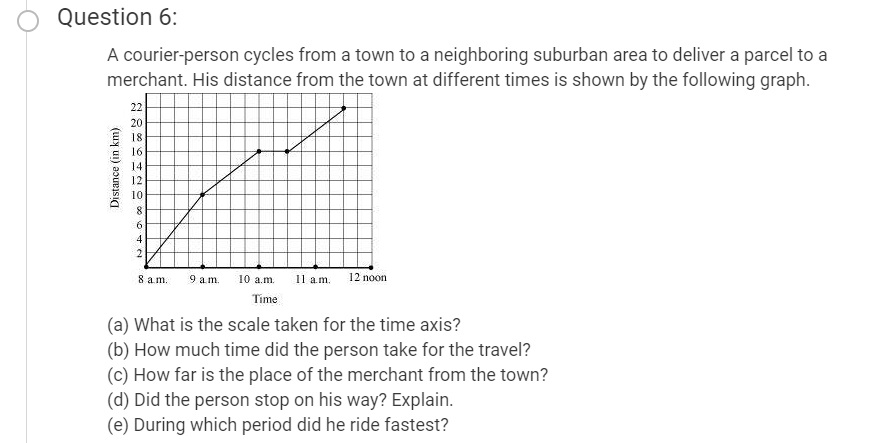 Question 6:
A courier-person cycles from a town to a neighboring suburban area to deliver a parcel to a
merchant. His distance from the town at different times is shown by the following graph.
22
20
18
16
14
12
10
8
6
4
2
Distance (in km)
8 a.m. 9 a.m. 10 a.m. 11 a.m. 12 noon
Time
(a) What is the scale taken for the time axis?
(b) How much time did the person take for the travel?
(c) How far is the place of the merchant from the town?
(d) Did the person stop on his way? Explain.
(e) During which period did he ride fastest?